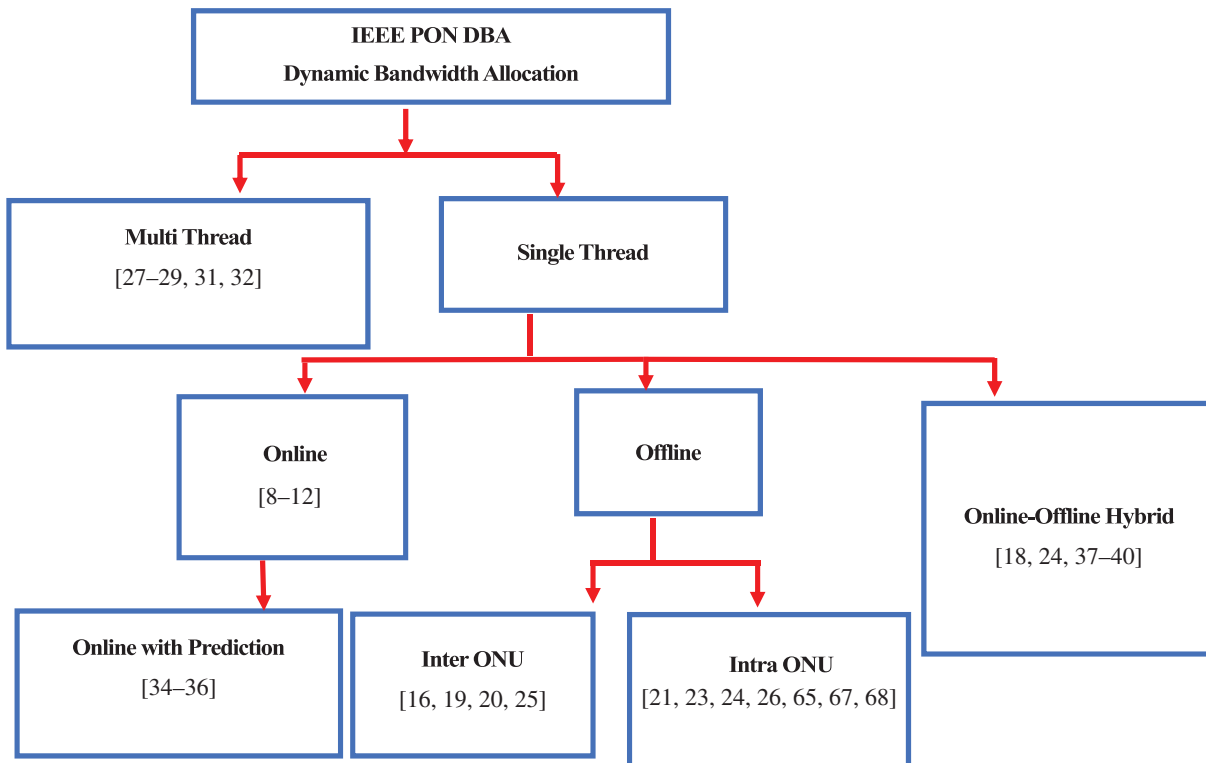 IEEE PON DBA
Dynamic Bandwidth Allocation
Multi Thread
[27–29, 31, 32]
Single Thread
Online
[8–12]
Offline
Online-Offline Hybrid
[18, 24, 37–40]
Online with Prediction
[34–36]
Inter ONU
[16, 19, 20, 25]
Intra ONU
[21, 23, 24, 26, 65, 67, 68]